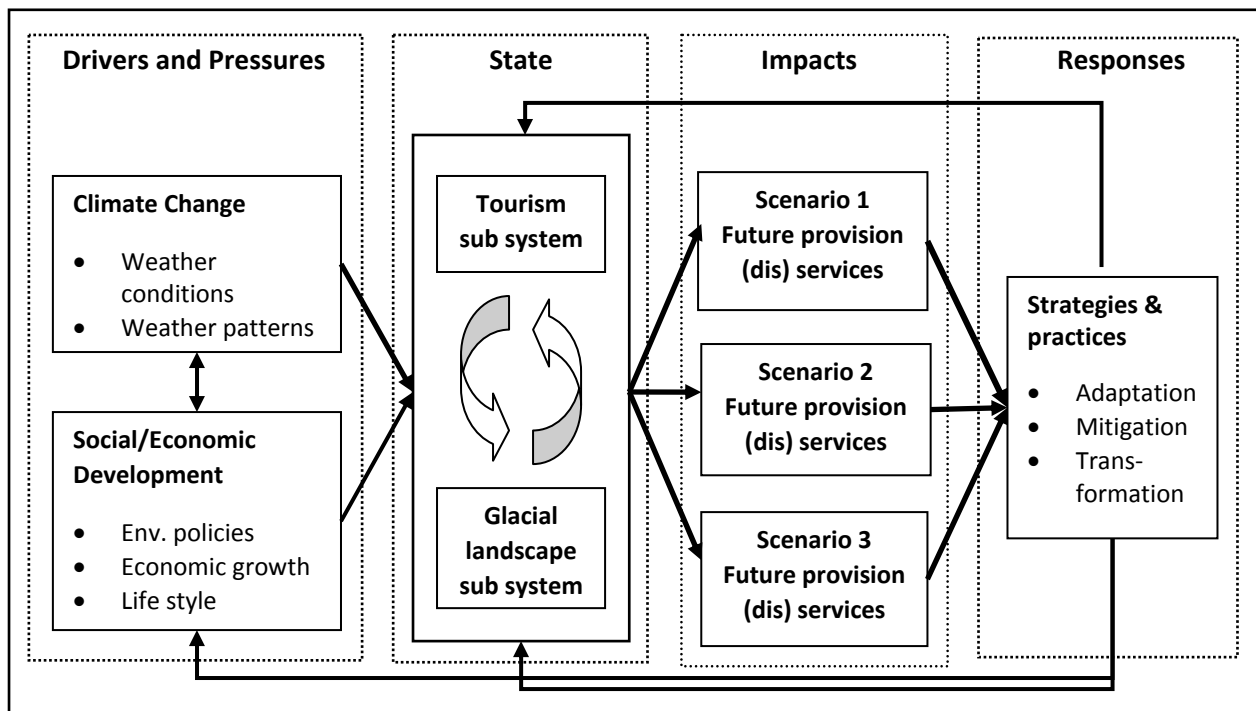 Drivers and Pressures
Climate Change
• Weather
conditions
• Weather patterns
Social/Economic
Development
• Env. policies
• Economic growth
• Life style
State
Tourism
sub system
Glacial
landscape
sub system
Impacts
Scenario 1
Future provision
(dis) services
Scenario 2
Future provision
(dis) services
Scenario 3
Future provision
(dis) services
Responses
Strategies &
practices
• Adaptation
• Mitigation
• Trans-
formation